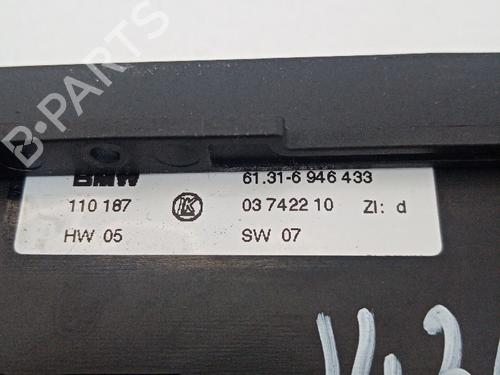 B-PARTS
BMW 61.31-6 946 433
110 187 K 03 7422 10 ZI: d
HW 05 SW 07